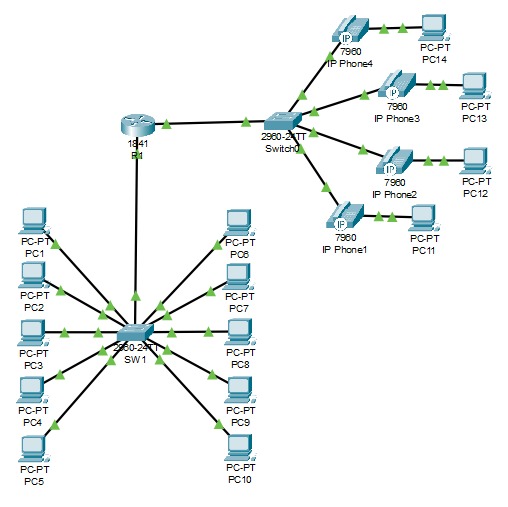 IP
7960
IP Phone4
PC-PT
PC14
IP
7960
IP Phone3
PC-PT
PC13
1841
R1
2960-24TT
Switch0
IP
7960
IP Phone2
PC-PT
PC12
IP
7960
IP Phone1
PC-PT
PC11
PC-PT
PC1
PC-PT
PC6
PC-PT
PC2
PC-PT
PC7
PC-PT
PC3
2960-24TT
SW1
PC-PT
PC8
PC-PT
PC4
PC-PT
PC9
PC-PT
PC5
PC-PT
PC10